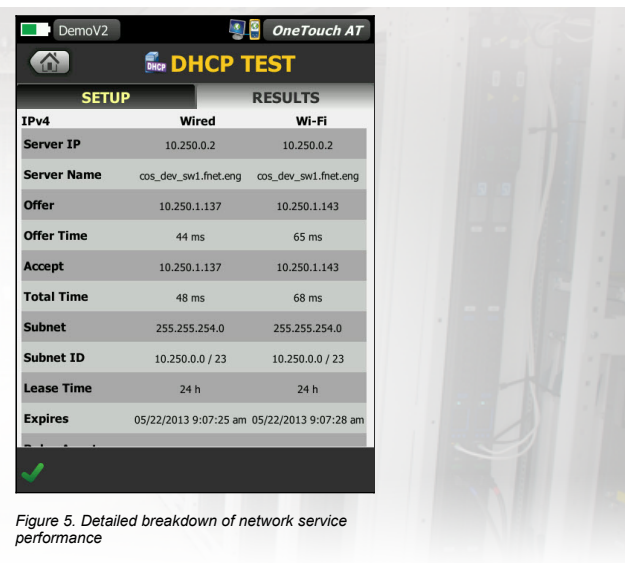 DemoV2 OneTouch AT
DHCP DHCP TEST
SETUP RESULTS
IPv4 Wired Wi-Fi
Server IP 10.250.0.2 10.250.0.2
Server Name cos_dev_sw1.fnet.eng cos_dev_sw1.fnet.eng
Offer 10.250.1.137 10.250.1.143
Offer Time 44 ms 65 ms
Accept 10.250.1.137 10.250.1.143
Total Time 48 ms 68 ms
Subnet 255.255.254.0 255.255.254.0
Subnet ID 10.250.0.0 / 23 10.250.0.0 / 23
Lease Time 24 h 24 h
Expires 05/22/2013 9:07:25 am 05/22/2013 9:07:28 am
Figure 5. Detailed breakdown of network service
performance